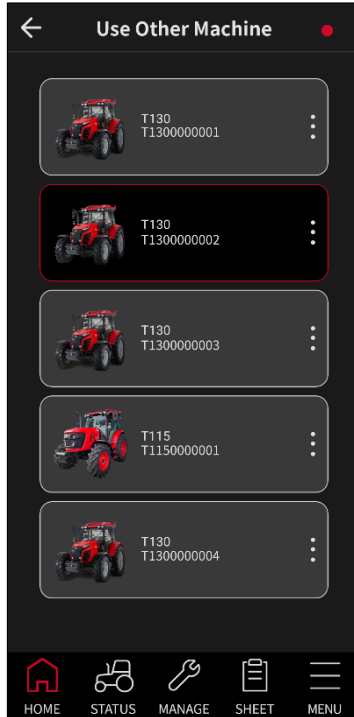 Use Other Machine
T130
T1300000001
T130
T1300000002
T130
T1300000003
T115
T1150000001
T130
T1300000004
HOME STATUS MANAGE SHEET MENU